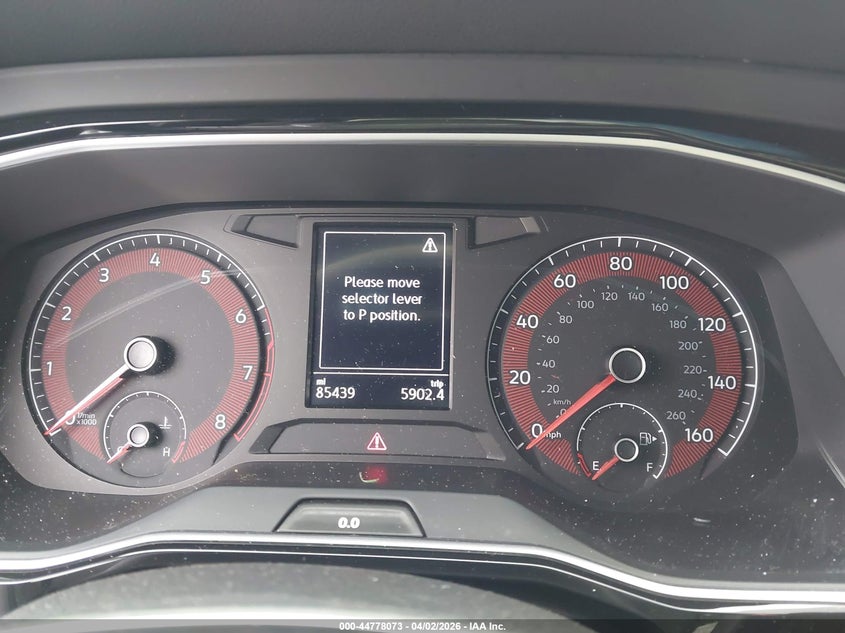 Please move
selector lever
to P position.
mi
85439
trip
5902.4
0 1 2 3 4 5 6 7 8
1/min
x1000
H
0 20 40 60 80 100 120 140 160
mph
0 20 40 60 80 100 120 140 160 180 200 220 240 260
km/h
E F
0.0
000-44778073 - 04/02/2026 - IAA Inc.